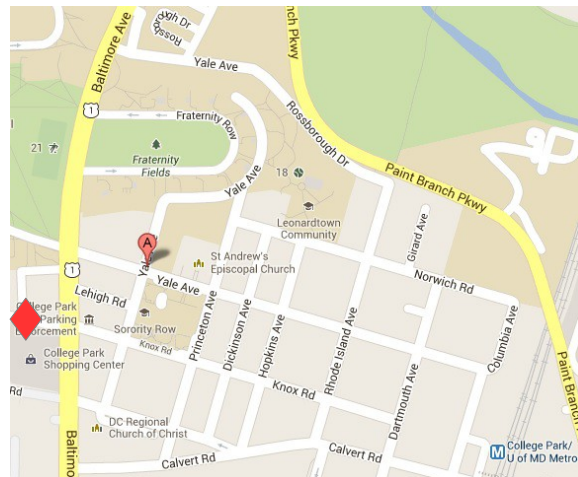 Rossb
h Dr
Yale Ave
Baltimore Ave
Branch Pkwy
Rossborough Dr
1
Fraternity Row
21
Fraternity
Fields
Yale Ave
18
Paint Branch Pkwy
Leonardtown
Community
Girard Ave
A
Yale
St Andrew's
Episcopal Church
1
Yale Ave
Norwich Rd
Lehigh Rd
College Park
Parking
Sorority Row
Princeton Ave
Dickinson Ave
Hopkins Ave
Rhode Island Ave
Columbia Ave
College Park
Shopping Center
Knox Rd
Knox Rd
Dartmouth Ave
Paint Branch
Rd
DC Regional
Church of Christ
Baltimo
Calvert Rd
Calvert Rd
M College Park/
U of MD Metro